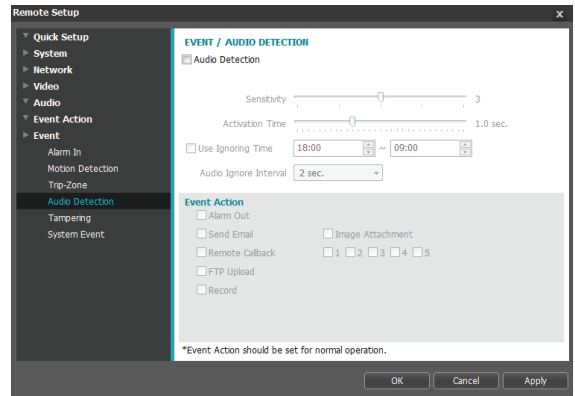 Remote Setup
x
Quick Setup
System
Network
Video
Audio
Event Action
Event
Alarm In
Motion Detection
Trip-Zone
Audio Detection
Tampering
System Event
EVENT / AUDIO DETECTION
Audio Detection
Sensitivity 3
Activation Time 1.0 sec.
Use Ignoring Time 18:00 ~ 09:00
Audio Ignore Interval 2 sec.
Event Action
Alarm Out
Send Email Image Attachment
Remote Callback 1 2 3 4 5
FTP Upload
Record
*Event Action should be set for normal operation.
OK Cancel Apply